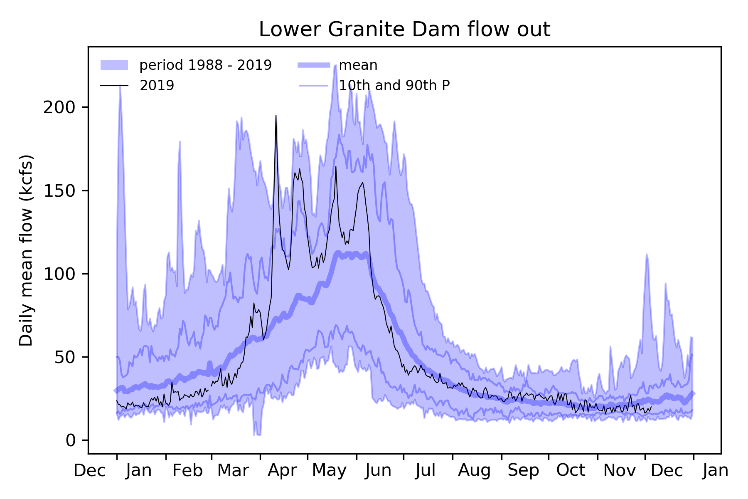 Lower Granite Dam flow out
period 1988 - 2019 mean
2019 10th and 90th P
Daily mean flow (kcfs)
200
150
100
50
0
Dec Jan Feb Mar Apr May Jun Jul Aug Sep Oct Nov Dec Jan